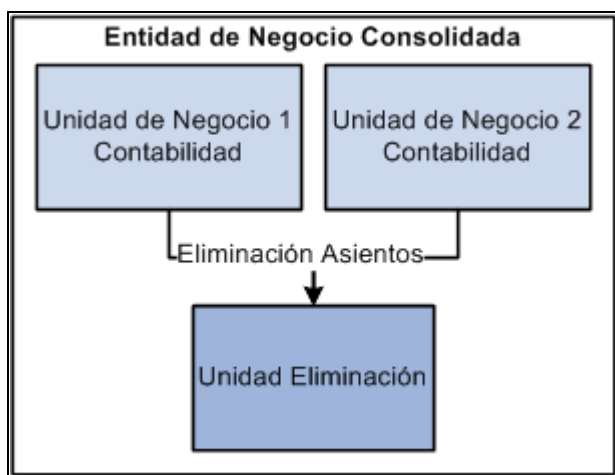 Entidad de Negocio Consolidada
Unidad de Negocio 1
Contabilidad
Unidad de Negocio 2
Contabilidad
Eliminación Asientos
Unidad Eliminación